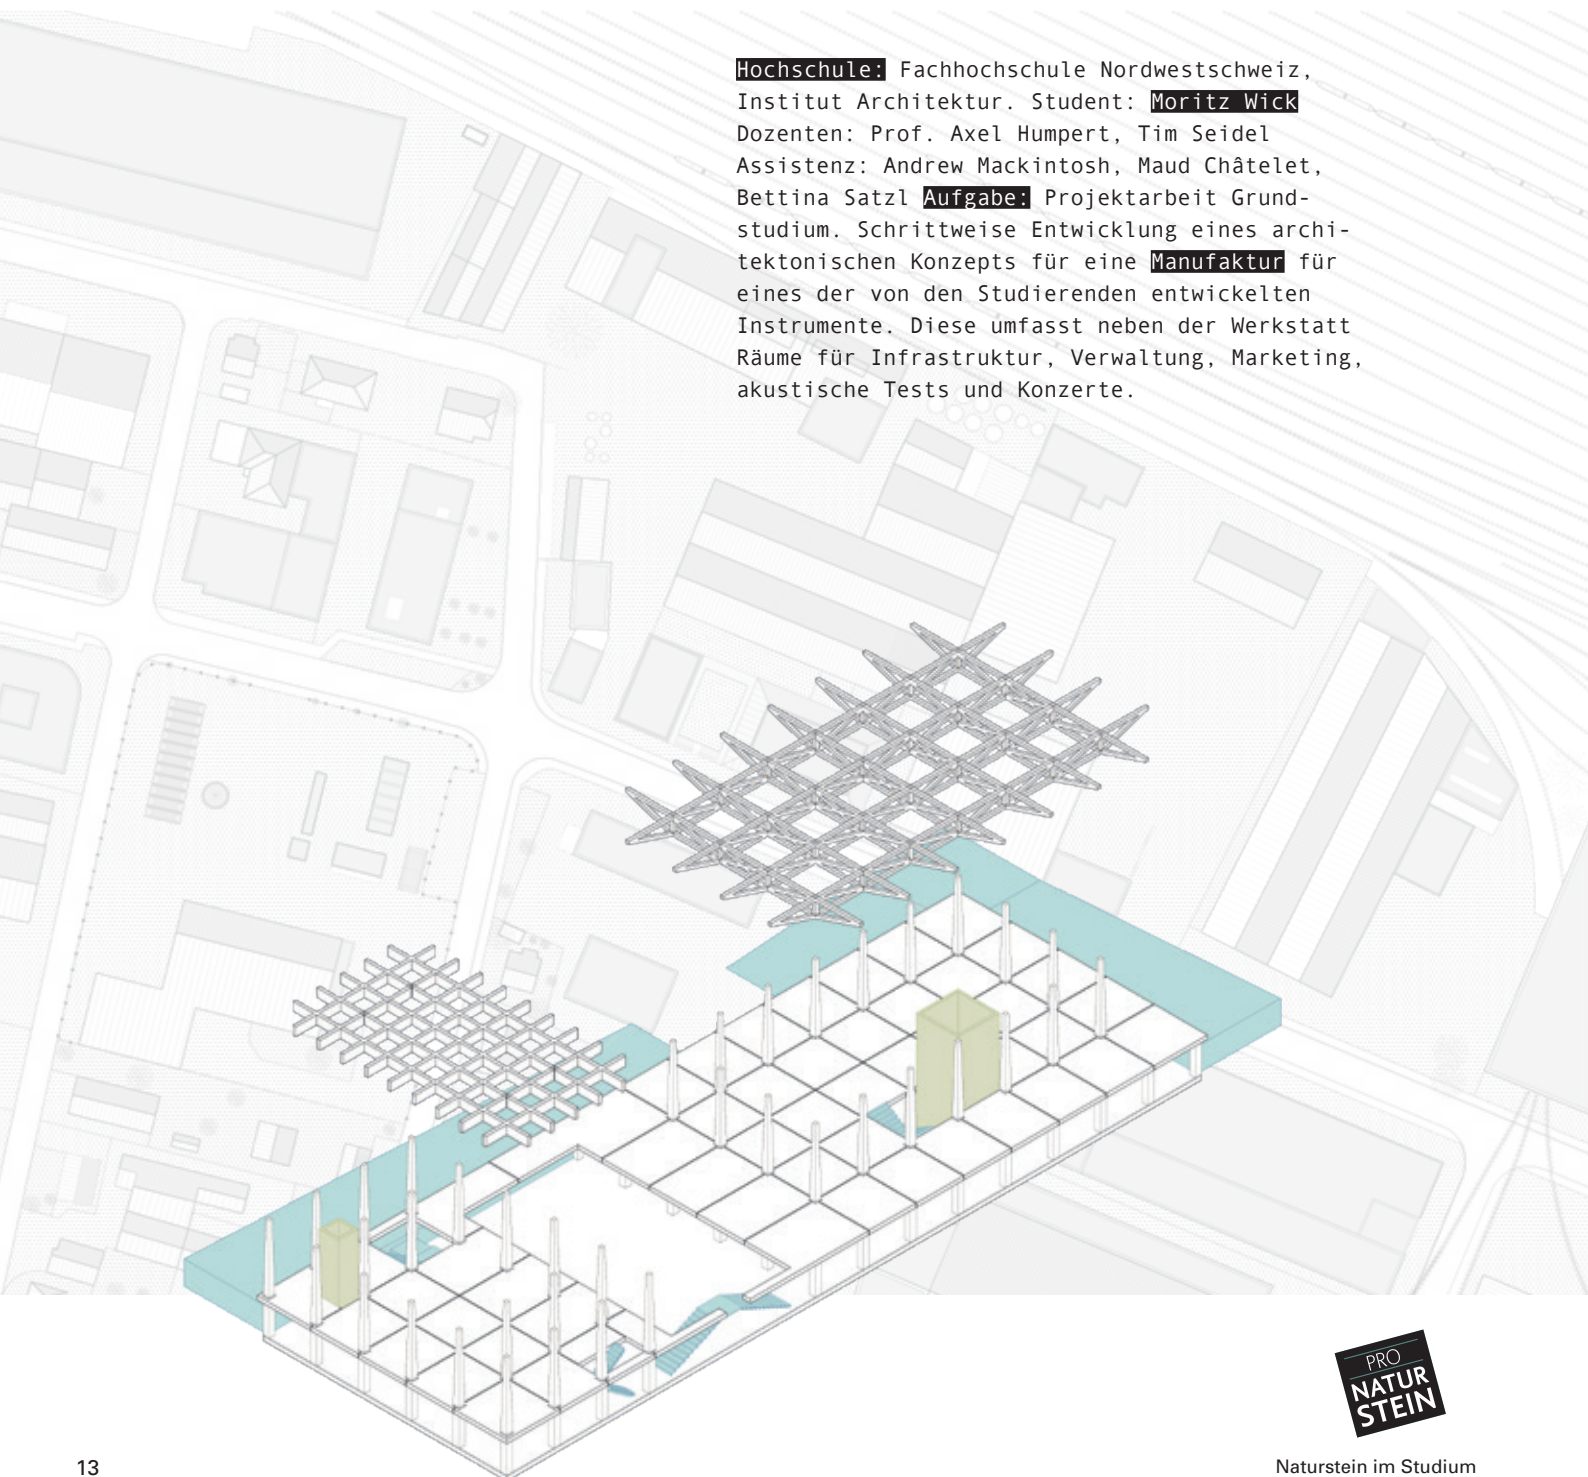 Hochschule: Fachhochschule Nordwestschweiz,
Institut Architektur. Student: Moritz Wick
Dozenten: Prof. Axel Humpert, Tim Seidel
Assistenz: Andrew Mackintosh, Maud Châtelet,
Bettina Satzl Aufgabe: Projektarbeit Grund-
studium. Schrittweise Entwicklung eines archi-
tektonischen Konzepts für eine Manufaktur für
eines der von den Studierenden entwickelten
Instrumente. Diese umfasst neben der Werkstatt
Räume für Infrastruktur, Verwaltung, Marketing,
akustische Tests und Konzerte.
PRO
NATUR
STEIN
13
Naturstein im Studium